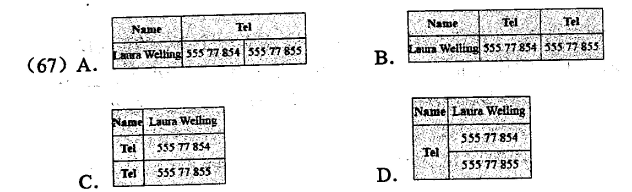 (67) A.
Name Tel
Laura Welling 555 77 854 555 77 855
B.
Name Tel Tel
Laura Welling 555 77 854 555 77 855
C.
Name Laura Welling
Tel 555 77 854
Tel 555 77 855
D.
Name Laura Welling
Tel
555 77 854
555 77 855